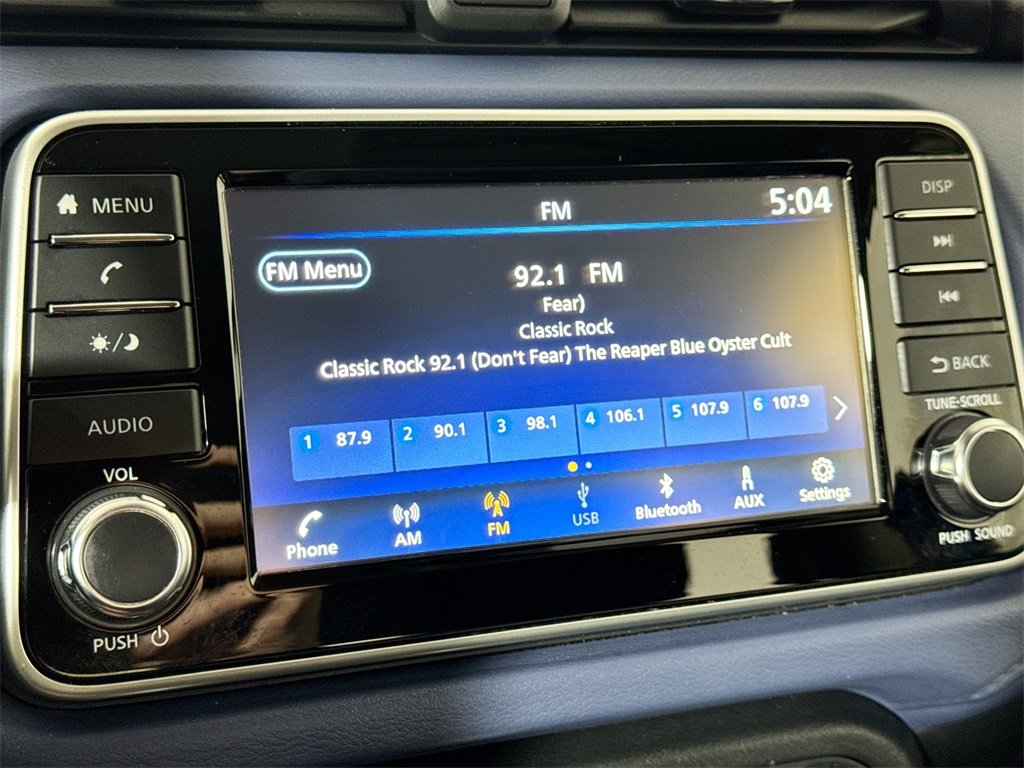 MENU
AUDIO
VOL
PUSH
FM
5:04
FM Menu
92.1 FM
Fear)
Classic Rock
Classic Rock 92.1 (Don't Fear) The Reaper Blue Oyster Cult
1 87.9 2 90.1 3 98.1 4 106.1 5 107.9 6 107.9
Phone AM FM USB Bluetooth AUX Settings
DISP
BACK
TUNE-SCROLL
PUSH SOUND